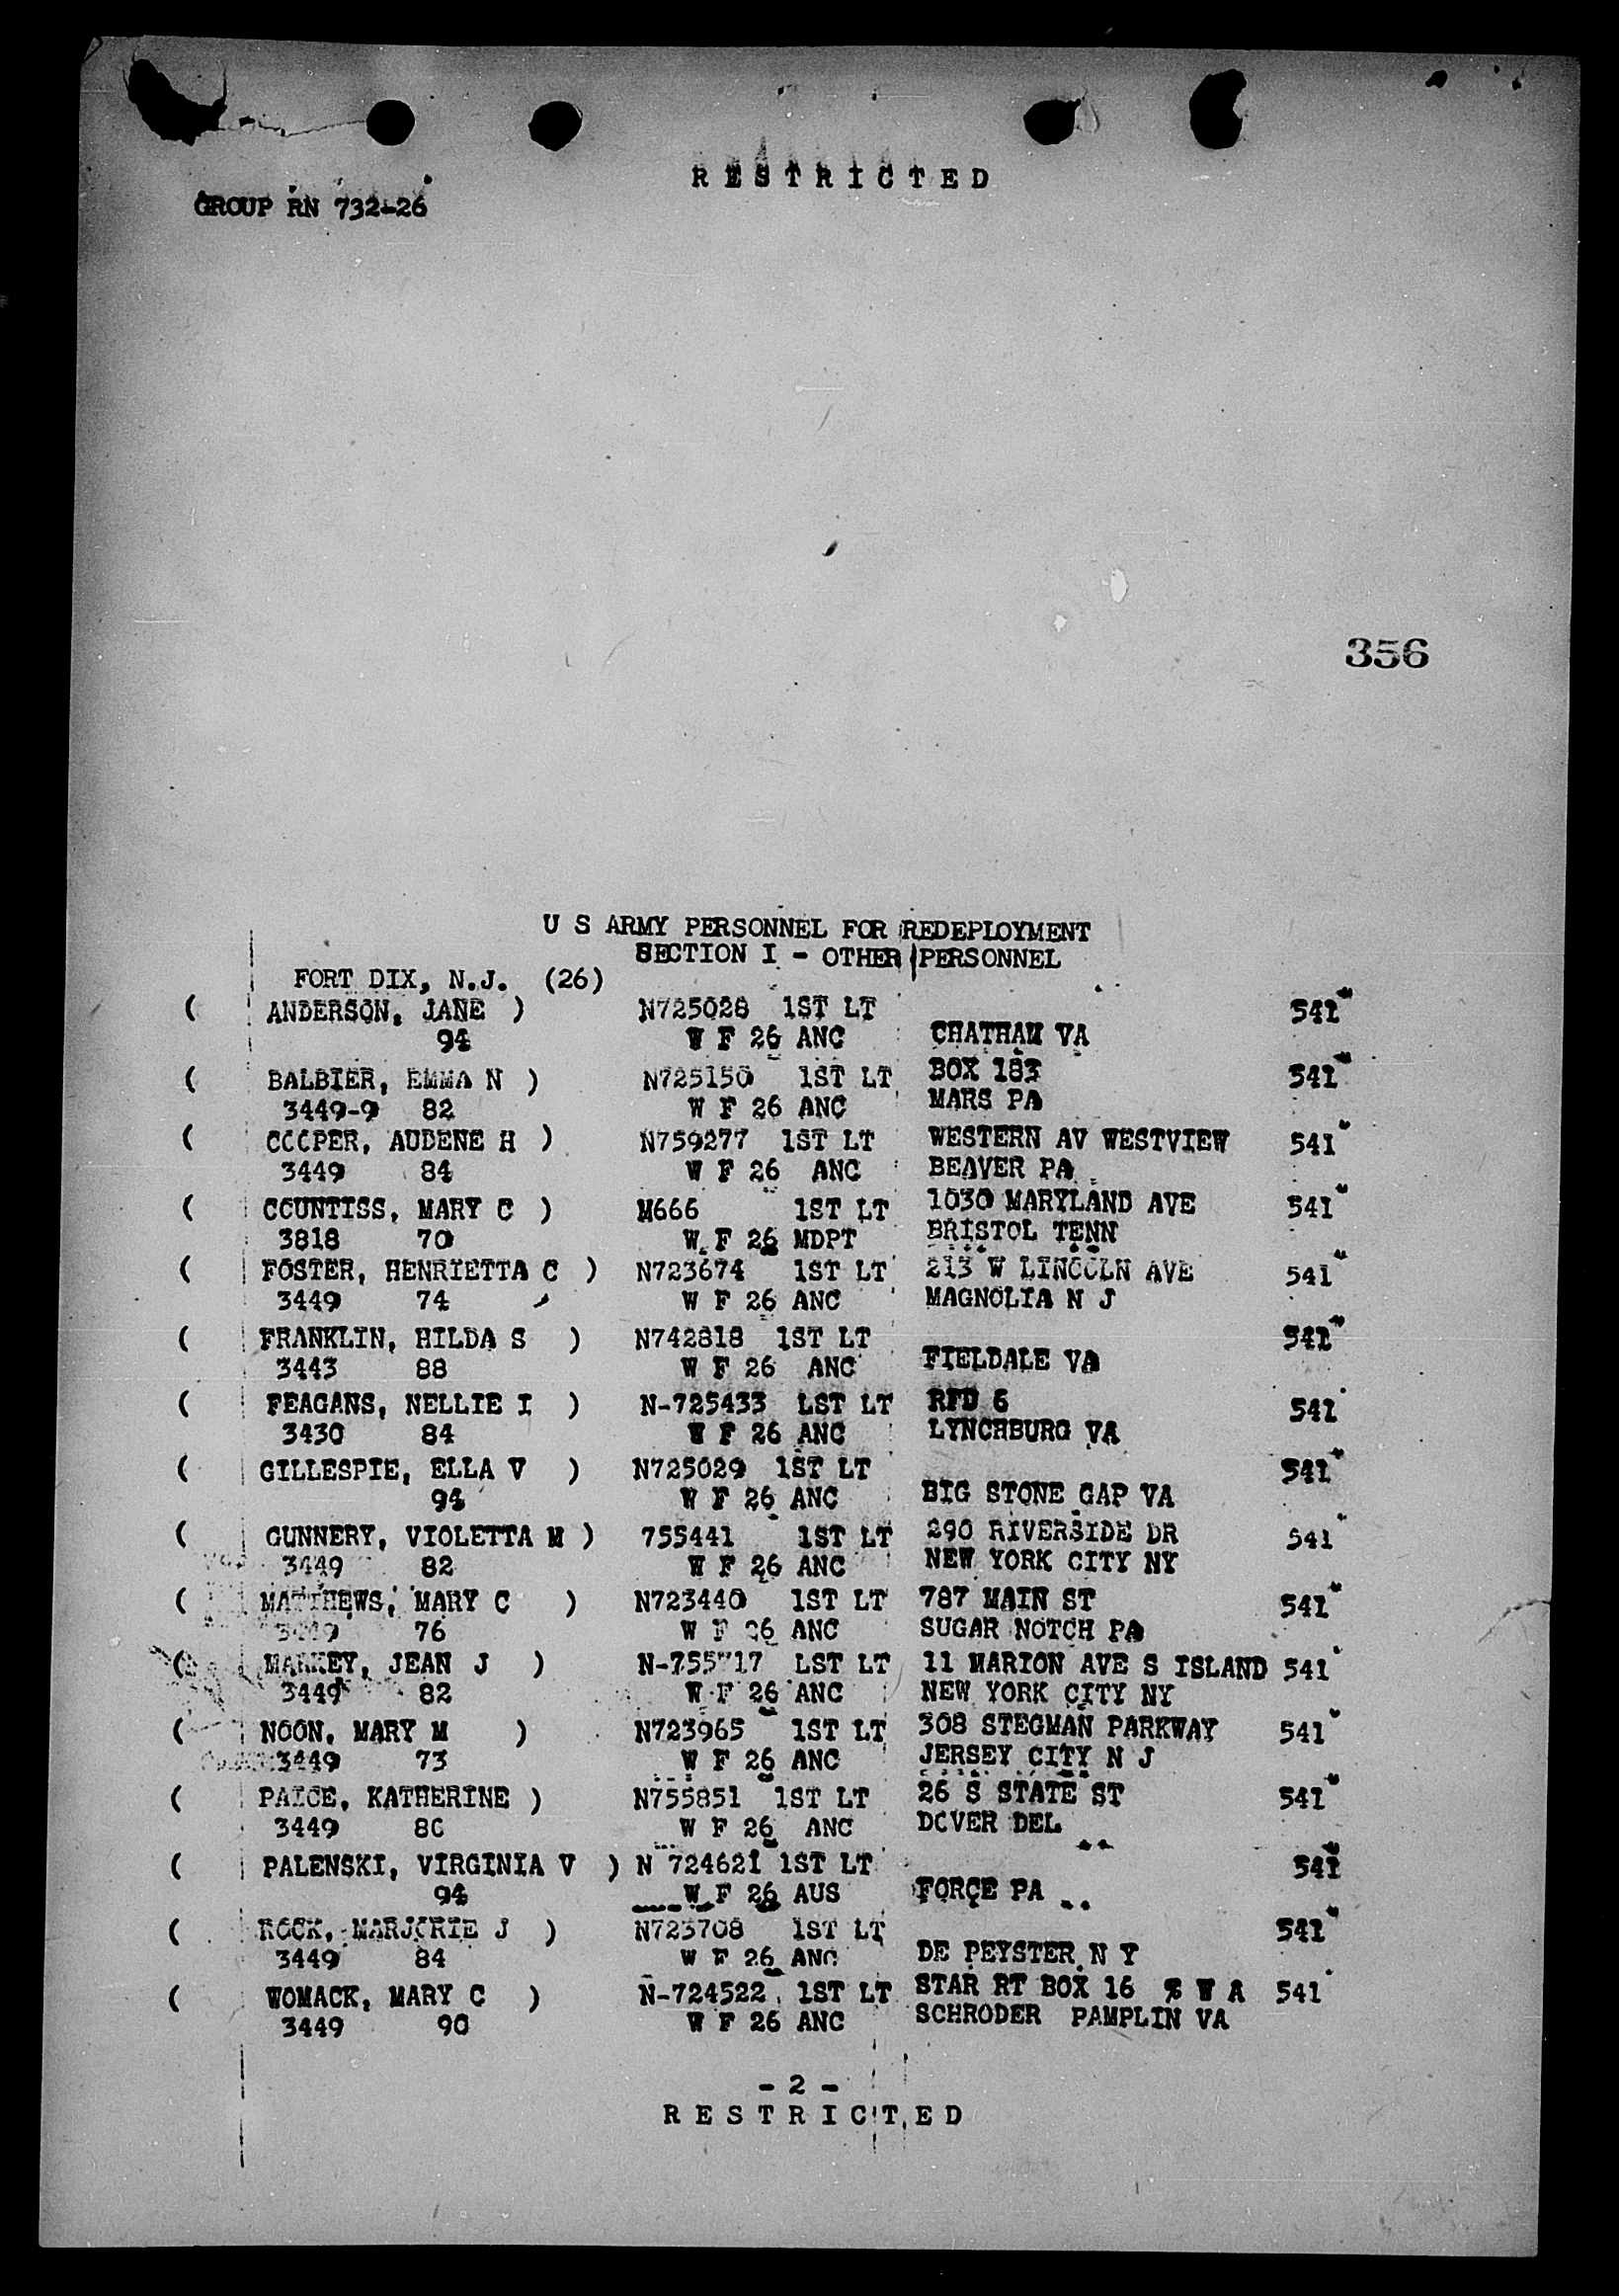 RESTRICTED
GROUP RN 732-26
356
U S ARMY PERSONNEL FOR REDEPLOYMENT
SECTION I - OTHER PERSONNEL
FORT DIX, N.J. (26)
( ANDERSON, JANE ) N725028 1ST LT 541
94 W F 26 ANC CHATHAM VA
( BALBIER, EMMA N ) N725150 1ST LT BOX 183 541
3449-9 82 W F 26 ANC MARS PA
( COOPER, AUDENE H ) N759277 1ST LT WESTERN AV WESTVIEW 541
3449 84 W F 26 ANC BEAVER PA
( COUNTISS, MARY C ) M666 1ST LT 1030 MARYLAND AVE 541
3818 70 W F 26 MDPT BRISTOL TENN
( FOSTER, HENRIETTA C ) N723674 1ST LT 213 W LINCOLN AVE 541
3449 74 W F 26 ANC MAGNOLIA N J
( FRANKLIN, HILDA S ) N742818 1ST LT 541
3443 88 W F 26 ANC FIELDALE VA
( FEAGANS, NELLIE I ) N-725433 LST LT RFD 6 541
3430 84 W F 26 ANC LYNCHBURG VA
( GILLESPIE, ELLA V ) N725029 1ST LT 541
94 W F 26 ANC BIG STONE GAP VA
( GUNNERY, VIOLETTA M ) 755441 1ST LT 290 RIVERSIDE DR 541
3449 82 W F 26 ANC NEW YORK CITY NY
( MATTHEWS, MARY C ) N723440 1ST LT 787 MAIN ST 541
3449 76 W F 26 ANC SUGAR NOTCH PA
( JEAN J ) LST LT 11 MARION AVE S ISLAND 541
3449 82 W F 26 ANC NEW YORK CITY NY
( NOON, MARY M ) N723965 1ST LT 308 STEGMAN PARKWAY 541
3449 73 W F 26 ANC JERSEY CITY N J
( PAICE, KATHERINE ) N755851 1ST LT 26 S STATE ST 541
3449 80 W F 26 ANC DOVER DEL
( PALENSKI, VIRGINIA V ) N 724621 1ST LT 541
94 W F 26 AUS FORCE PA
( ROCK, MARJORIE J ) N723708 1ST LT 541
3449 84 W F 26 ANC DE PEYSTER N Y
( WOMACK, MARY C ) N-724522 1ST LT STAR RT BOX 16 % W A 541
3449 90 W F 26 ANC SCHRODER PAMPLIN VA
- 2 -
RESTRICTED